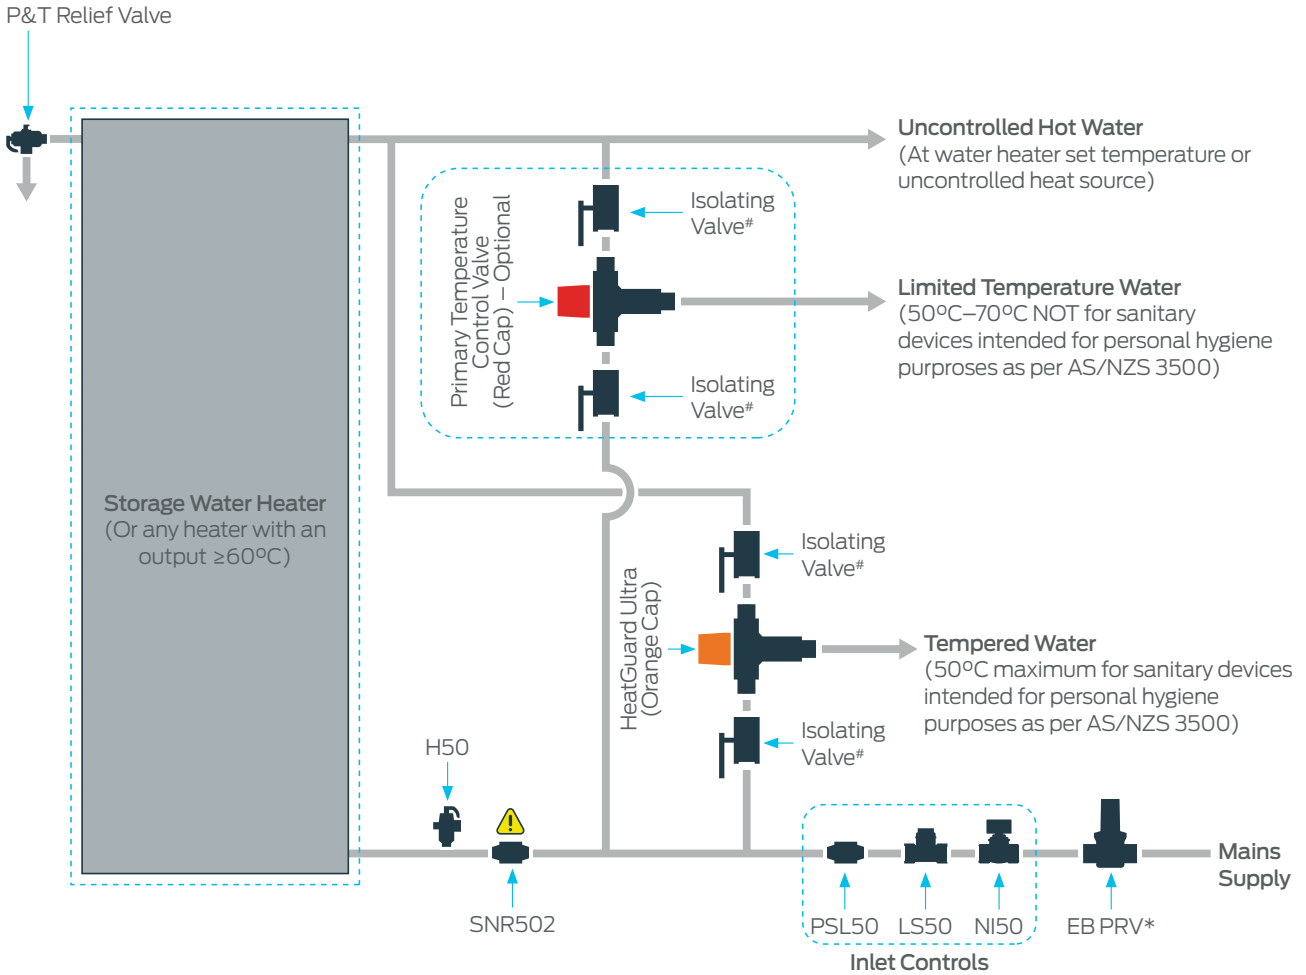 P&T Relief Valve
Uncontrolled Hot Water
(At water heater set temperature or
uncontrolled heat source)
Isolating
Valve#
Primary Temperature
Control Valve
(Red Cap) – Optional
Limited Temperature Water
(50ºC–70ºC NOT for sanitary
devices intended for personal hygiene
purproses as per AS/NZS 3500)
Isolating
Valve#
Storage Water Heater
(Or any heater with an
output ≥60ºC)
Isolating
Valve#
HeatGuard Ultra
(Orange Cap)
Tempered Water
(50ºC maximum for sanitary devices
intended for personal hygiene
purposes as per AS/NZS 3500)
Isolating
Valve#
H50
!
Mains
Supply
SNR502
PSL50
LS50
NI50
EB PRV*
Inlet Controls